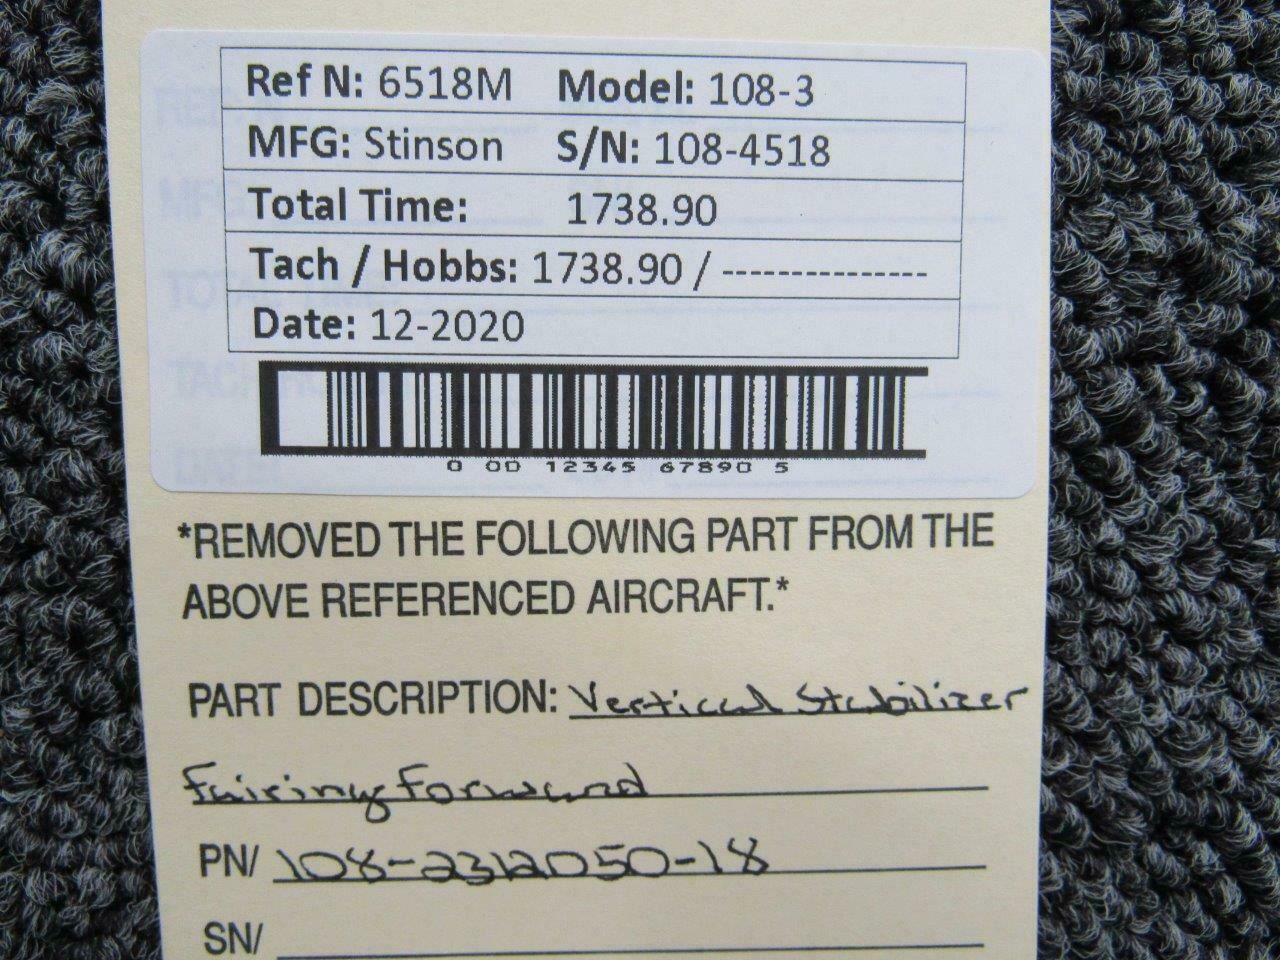 Ref N: 6518M Model: 108-3
MFG: Stinson S/N: 108-4518
Total Time: 1738.90
Tach / Hobbs: 1738.90 / --------------
Date: 12-2020
0 00 12345 67890 5
*REMOVED THE FOLLOWING PART FROM THE
ABOVE REFERENCED AIRCRAFT.*
PART DESCRIPTION: Vertical Stabilizer
Fairing Forward
PN/ 108-2312050-18
SN/